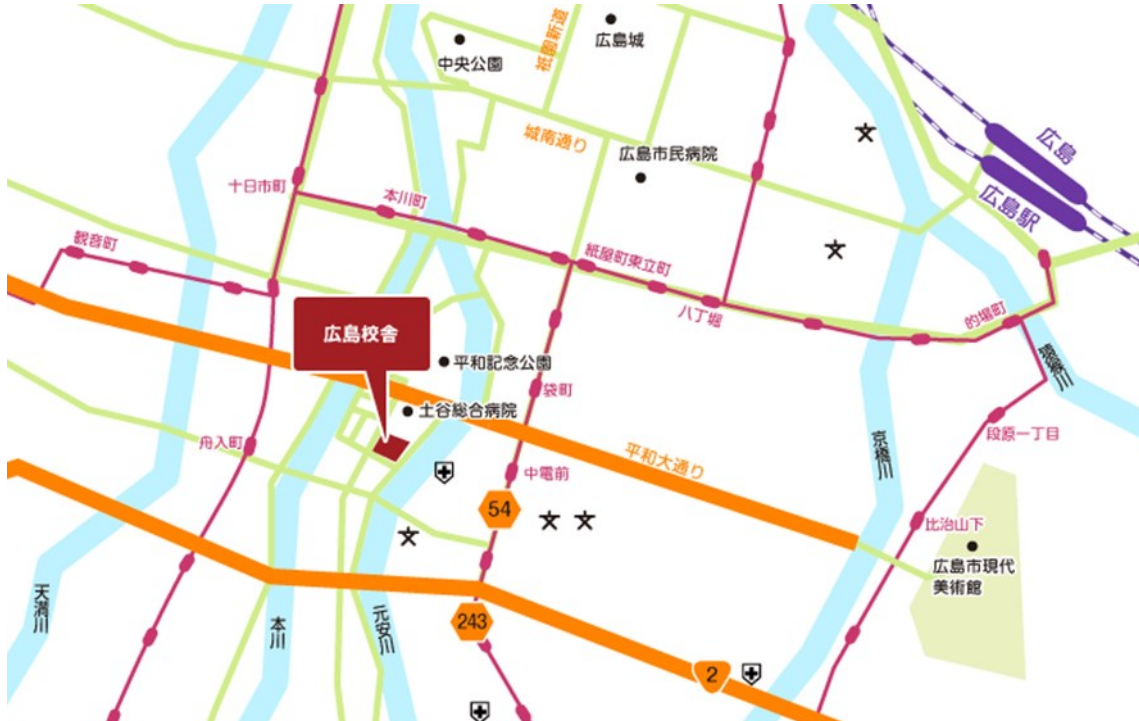 広島城
中央公園
祇園新道
城南通り
広島市民病院
広島
広島駅
十日市町
本川町
観音町
紙屋町東立町
八丁堀
的場町
猿猴川
広島校舎
平和記念公園
袋町
土谷総合病院
段原一丁目
舟入町
平和大通り
京橋川
中電前
54
比治山下
広島市現代
美術館
天満川
本川
元安川
243
2